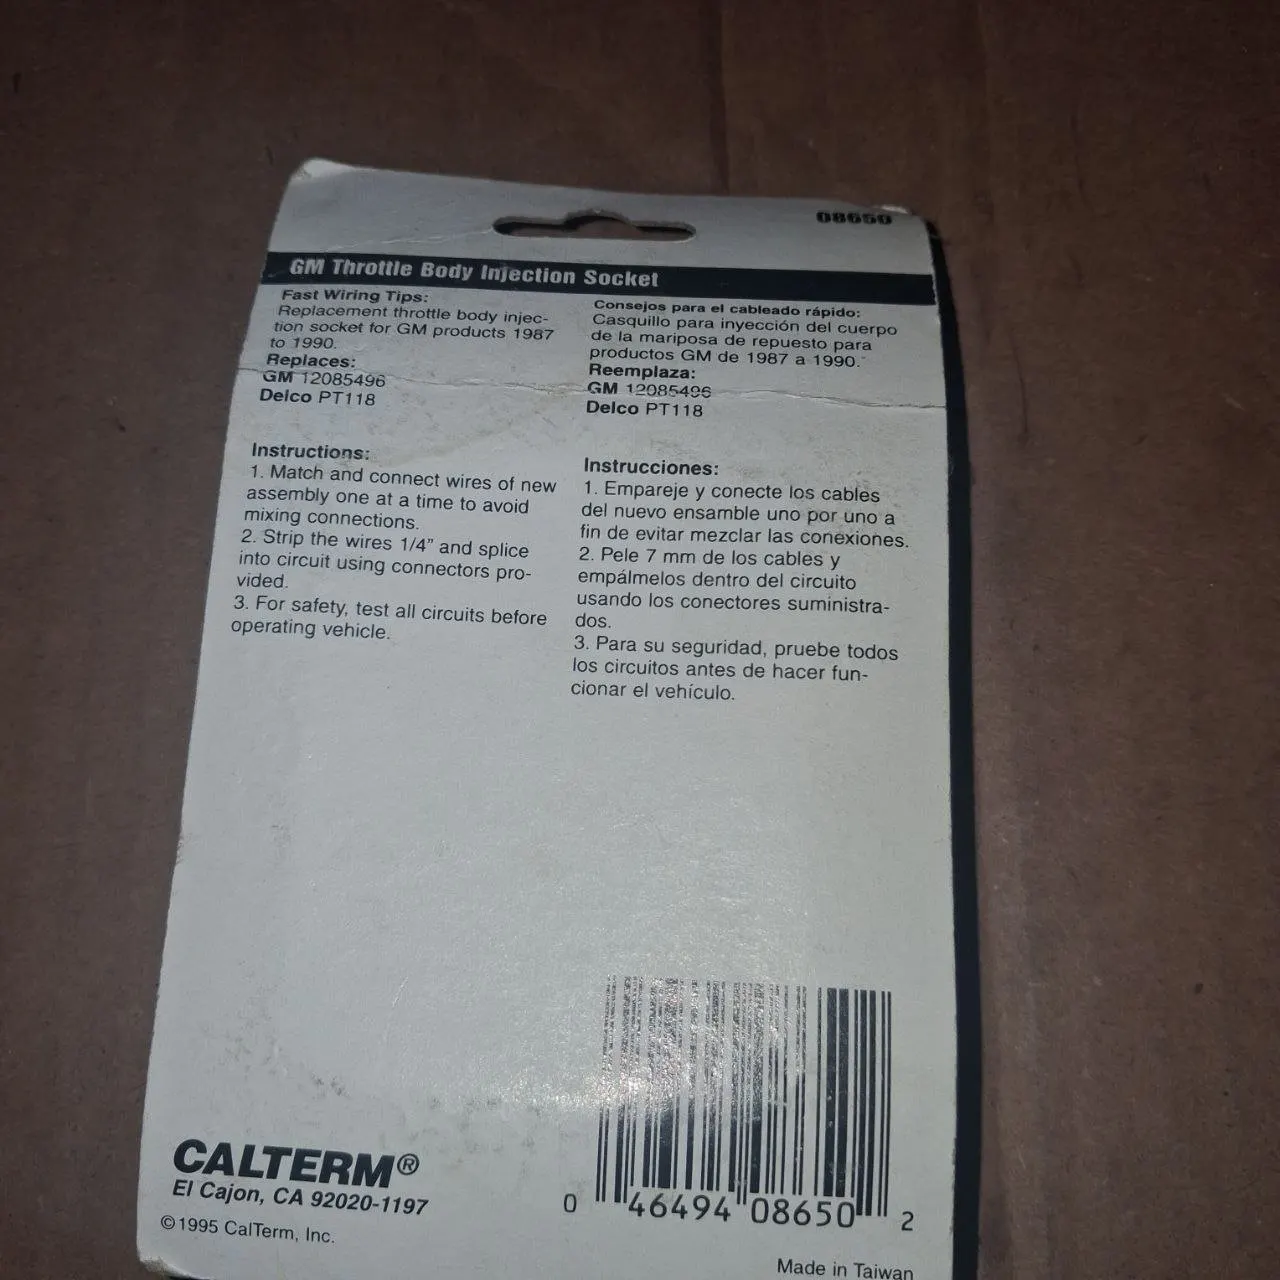 08650
GM Throttle Body Injection Socket
Fast Wiring Tips:
Replacement throttle body injec-
tion socket for GM products 1987
to 1990.
Replaces:
GM 12085496
Delco PT118
Instructions:
1. Match and connect wires of new
assembly one at a time to avoid
mixing connections.
2. Strip the wires 1/4” and splice
into circuit using connectors pro-
vided.
3. For safety, test all circuits before
operating vehicle.
Consejos para el cableado rápido:
Casquillo para inyección del cuerpo
de la mariposa de repuesto para
productos GM de 1987 a 1990.
Reemplaza:
GM 12085496
Delco PT118
Instrucciones:
1. Empareje y conecte los cables
del nuevo ensamble uno por uno a
fin de evitar mezclar las conexiones.
2. Pele 7 mm de los cables y
empálmelos dentro del circuito
usando los conectores suministra-
dos.
3. Para su seguridad, pruebe todos
los circuitos antes de hacer fun-
cionar el vehículo.
CALTERM®
El Cajon, CA 92020-1197
©1995 CalTerm, Inc.
0 46494 08650 2
Made in Taiwan